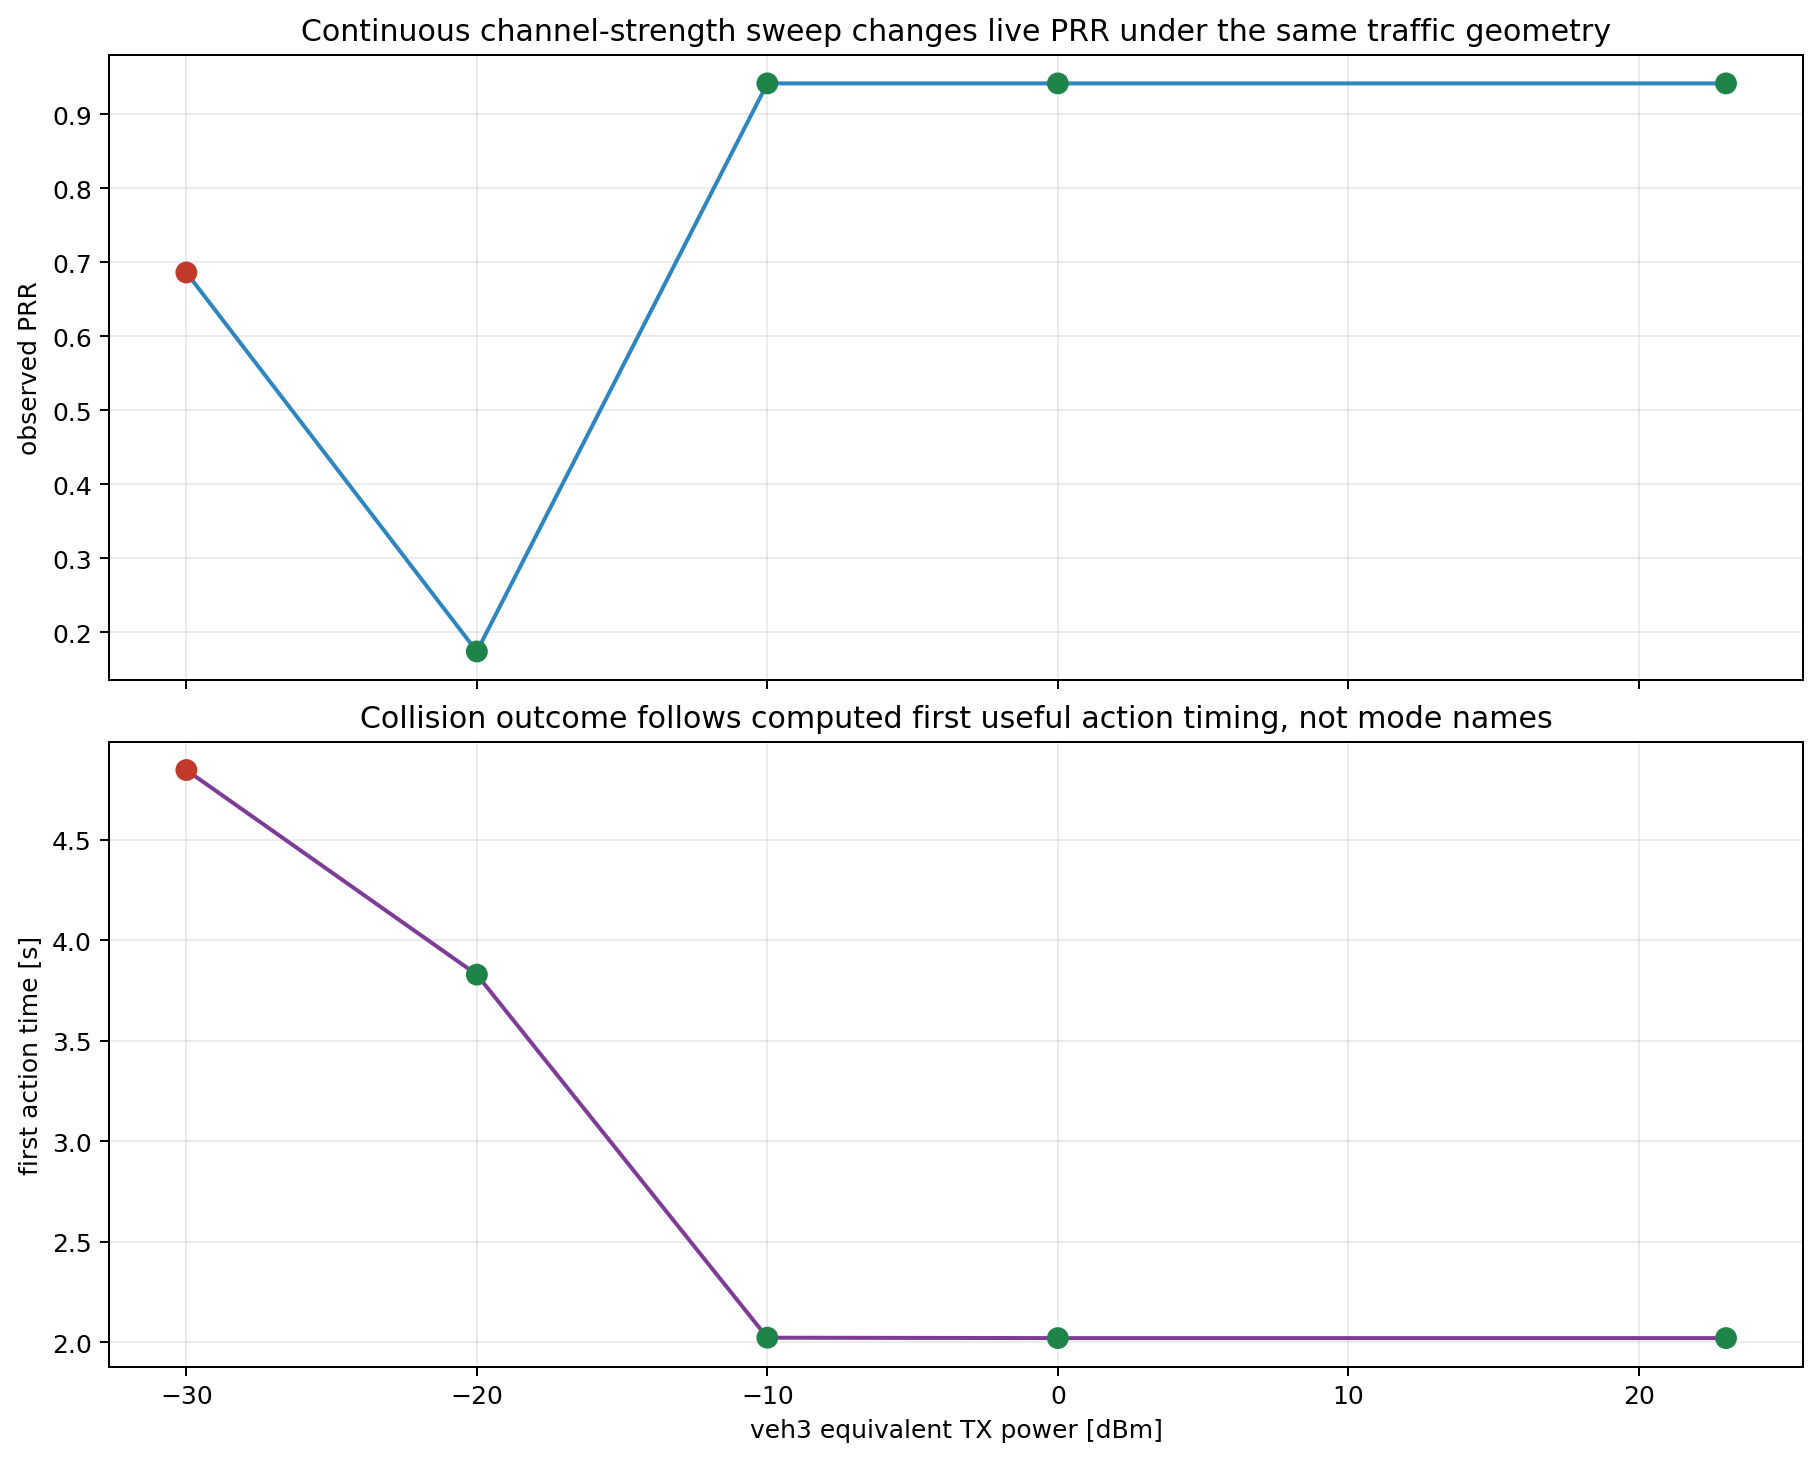 Continuous channel-strength sweep changes live PRR under the same traffic geometry
observed PRR
0.9
0.8
0.7
0.6
0.5
0.4
0.3
0.2
Collision outcome follows computed first useful action timing, not mode names
first action time [s]
4.5
4.0
3.5
3.0
2.5
2.0
−30 −20 −10 0 10 20
veh3 equivalent TX power [dBm]